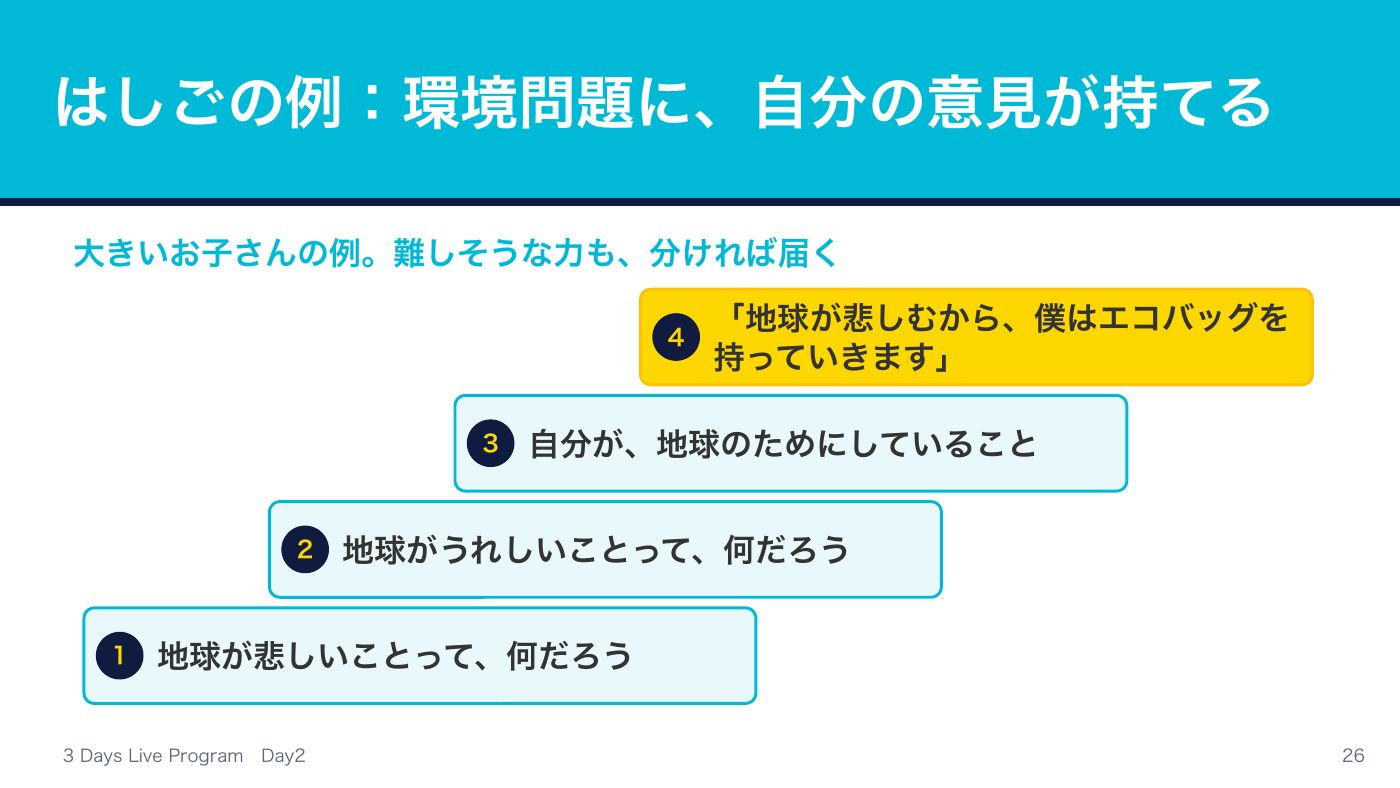 はしごの例：環境問題に、自分の意見が持てる
大きいお子さんの例。難しそうな力も、分ければ届く
4 「地球が悲しむから、僕はエコバッグを
持っていきます」
3 自分が、地球のためにしていること
2 地球がうれしいことって、何だろう
1 地球が悲しいことって、何だろう
3 Days Live Program　Day2
26